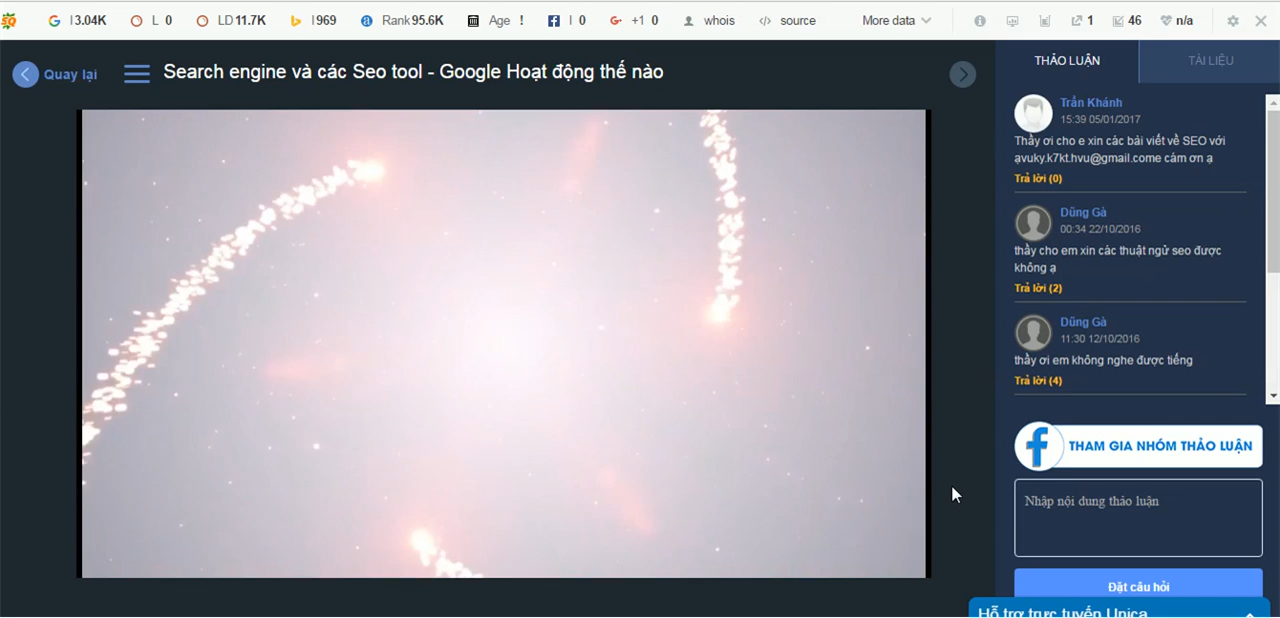 I 3.04K L 0 LD 11.7K I 969 Rank 95.6K Age ! I 0 +1 0 whois source More data 1 46 n/a
Quay lại
Search engine và các Seo tool - Google Hoạt động thế nào
THẢO LUẬN TÀI LIỆU
Trần Khánh
15:39 05/01/2017
Thầy ơi cho e xin các bài viết về SEO với
ạvuky.k7kt.hvu@gmail.come cảm ơn ạ
Trả lời (0)
Dũng Gà
00:34 22/10/2016
thầy cho em xin các thuật ngử seo được
không ạ
Trả lời (2)
Dũng Gà
11:30 12/10/2016
thầy ơi em không nghe được tiếng
Trả lời (4)
THAM GIA NHÓM THẢO LUẬN
Nhập nội dung thảo luận
Đặt câu hỏi
Hỗ trợ trực tuyến Unica